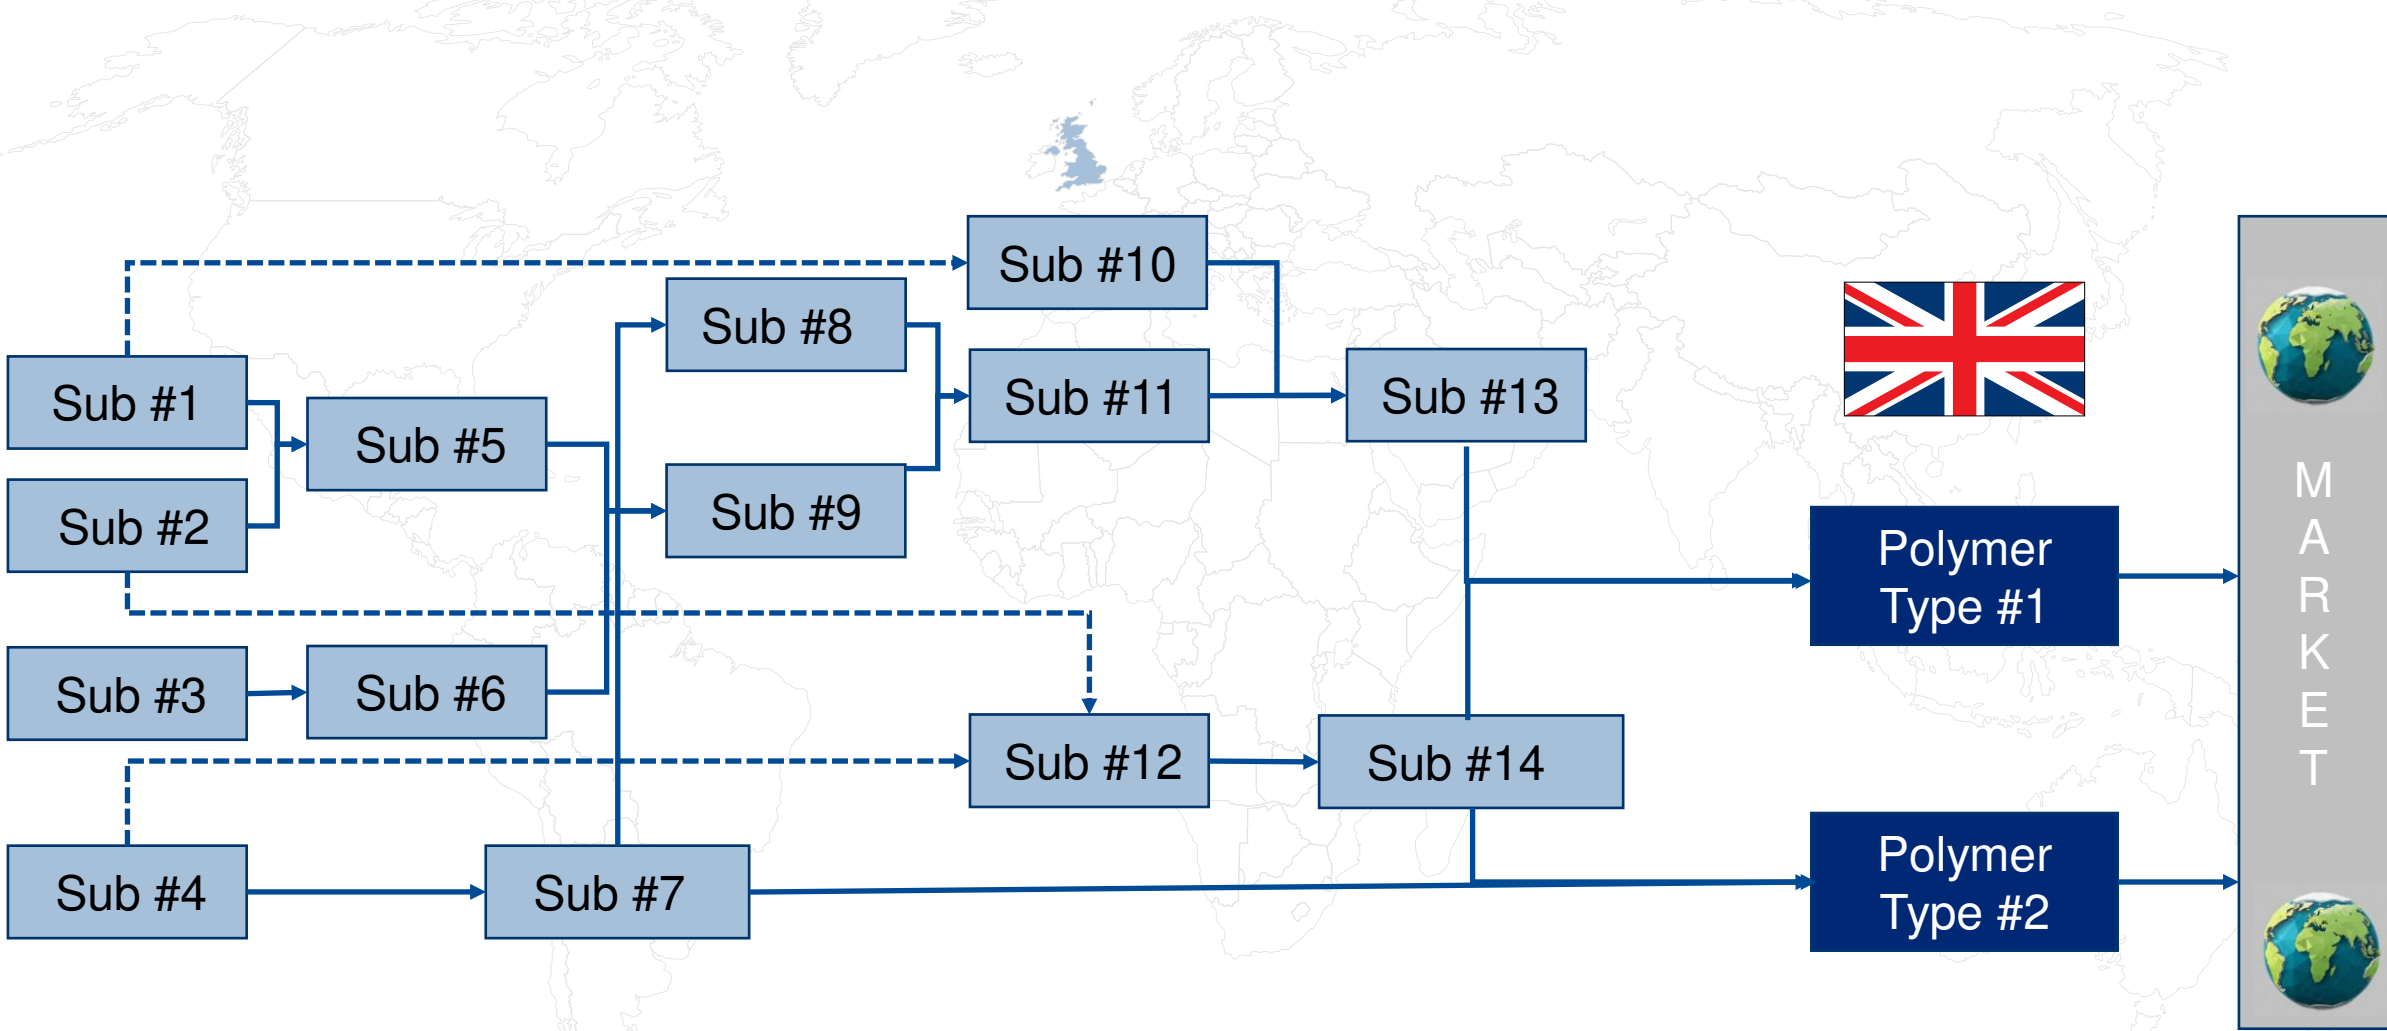 Sub #1
Sub #2
Sub #3
Sub #4
Sub #5
Sub #6
Sub #7
Sub #8
Sub #9
Sub #10
Sub #11
Sub #12
Sub #13
Sub #14
Polymer
Type #1
Polymer
Type #2
M
A
R
K
E
T